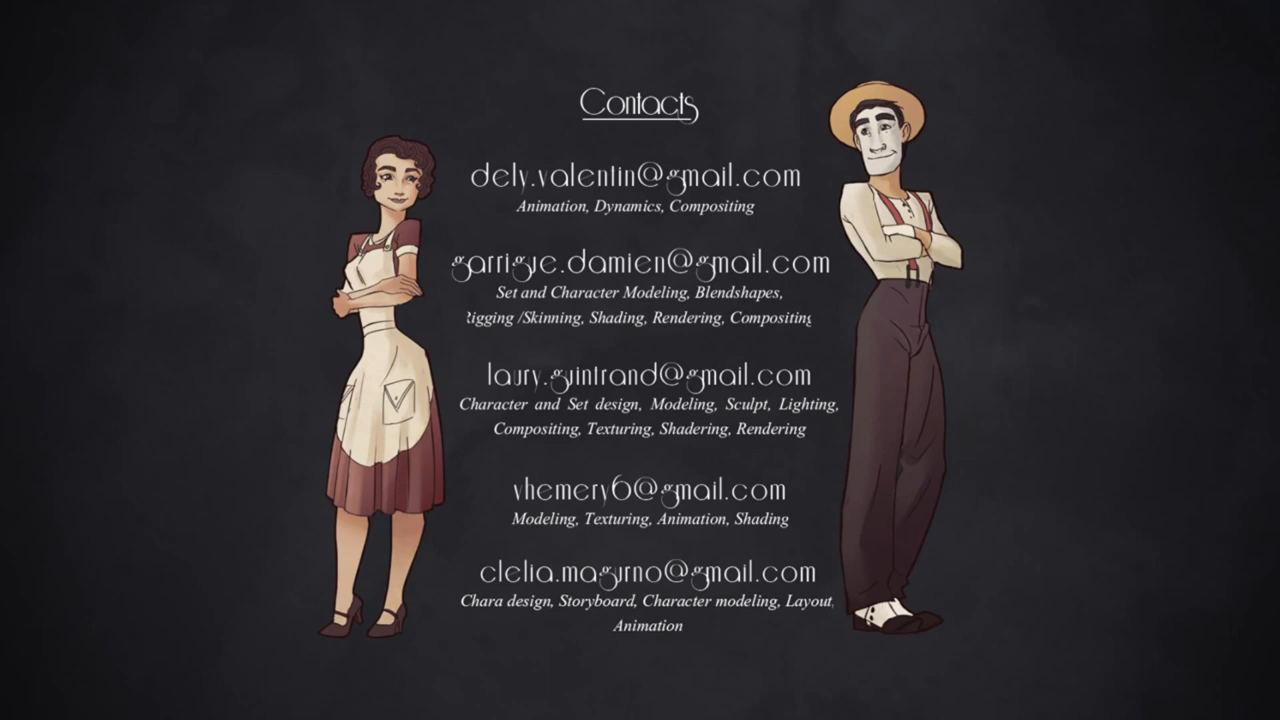 Contacts
dely.valentin@gmail.com
Animation, Dynamics, Compositing
garrigue.damien@gmail.com
Set and Character Modeling, Blendshapes,
Rigging /Skinning, Shading, Rendering, Compositing
laury.guintrand@gmail.com
Character and Set design, Modeling, Sculpt, Lighting,
Compositing, Texturing, Shadering, Rendering
vhemery6@gmail.com
Modeling, Texturing, Animation, Shading
clelia.magurno@gmail.com
Chara design, Storyboard, Character modeling, Layout,
Animation